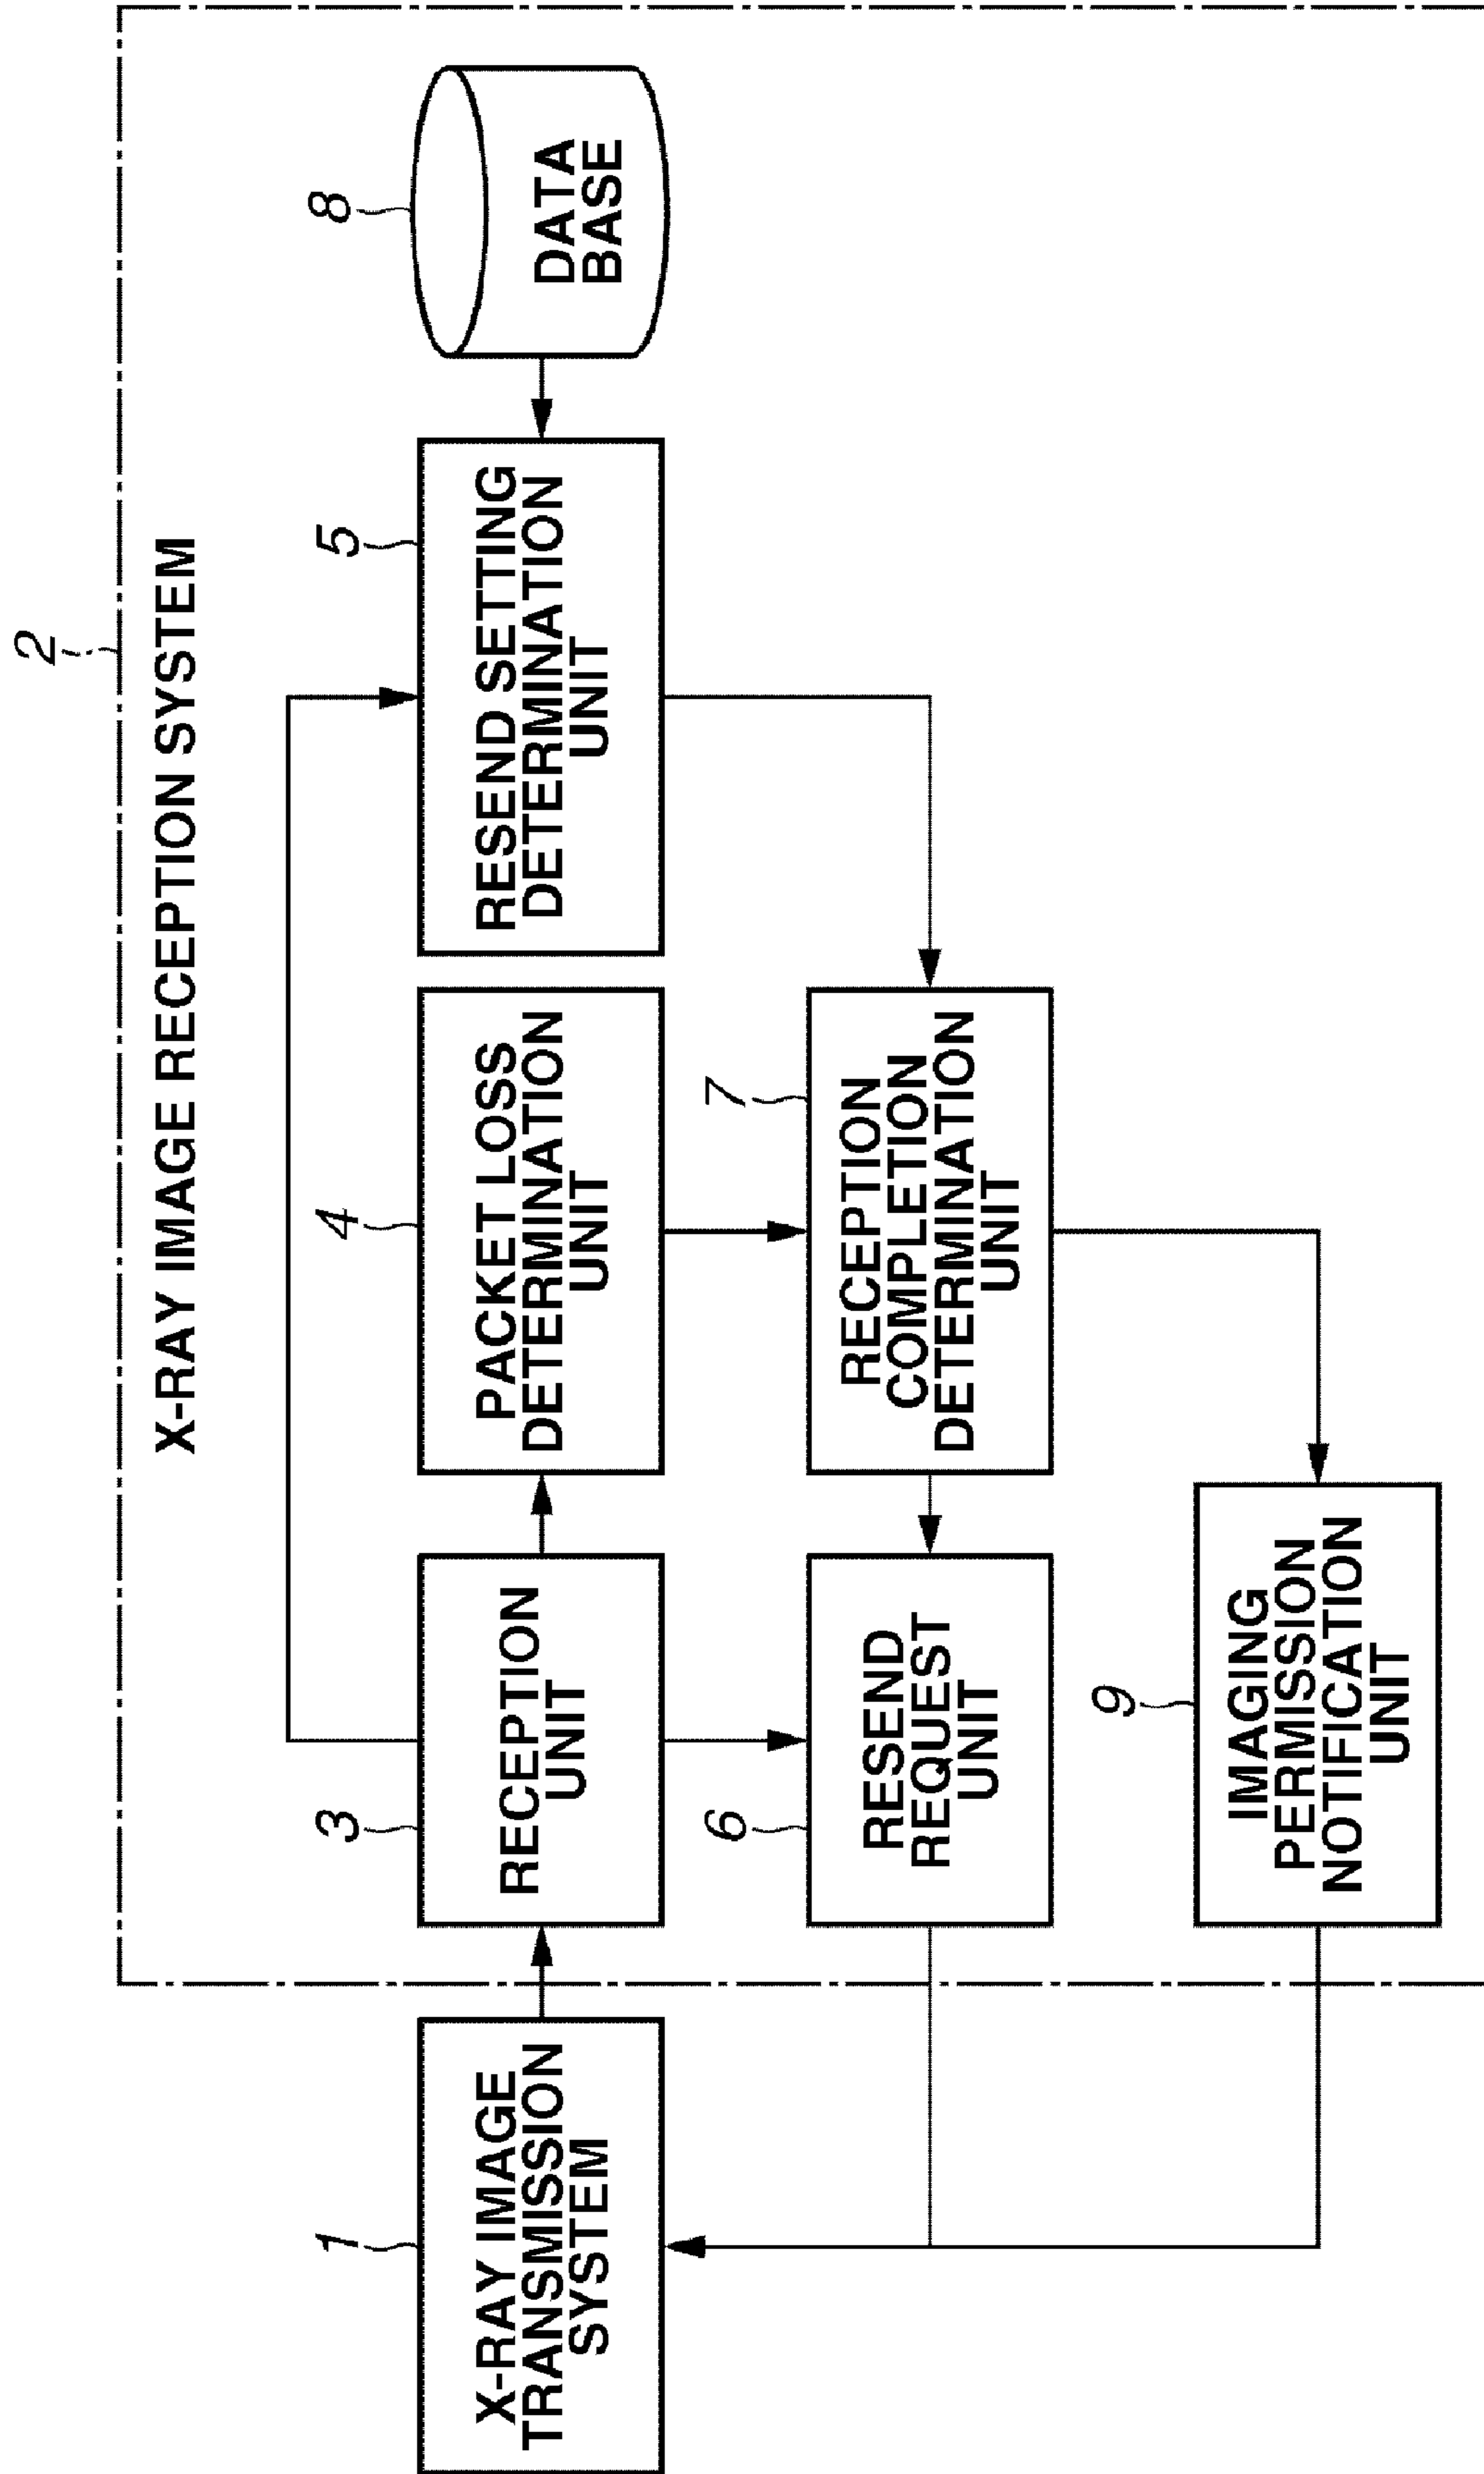 2
X-RAY IMAGE RECEPTION SYSTEM
1
X-RAY IMAGE
TRANSMISSION
SYSTEM
3
RECEPTION
UNIT
4
PACKET LOSS
DETERMINATION
UNIT
5
RESEND SETTING
DETERMINATION
UNIT
8
DATA
BASE
6
RESEND
REQUEST
UNIT
7
RECEPTION
COMPLETION
DETERMINATION
UNIT
9
IMAGING
PERMISSION
NOTIFICATION
UNIT